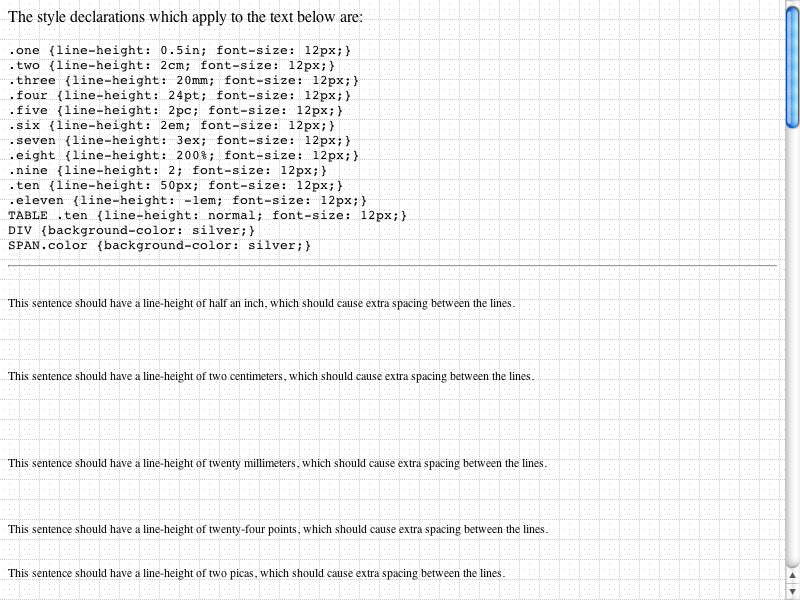 The style declarations which apply to the text below are:
.one {line-height: 0.5in; font-size: 12px;}
.two {line-height: 2cm; font-size: 12px;}
.three {line-height: 20mm; font-size: 12px;}
.four {line-height: 24pt; font-size: 12px;}
.five {line-height: 2pc; font-size: 12px;}
.six {line-height: 2em; font-size: 12px;}
.seven {line-height: 3ex; font-size: 12px;}
.eight {line-height: 200%; font-size: 12px;}
.nine {line-height: 2; font-size: 12px;}
.ten {line-height: 50px; font-size: 12px;}
.eleven {line-height: -1em; font-size: 12px;}
TABLE .ten {line-height: normal; font-size: 12px;}
DIV {background-color: silver;}
SPAN.color {background-color: silver;}
This sentence should have a line-height of half an inch, which should cause extra spacing between the lines.
This sentence should have a line-height of two centimeters, which should cause extra spacing between the lines.
This sentence should have a line-height of twenty millimeters, which should cause extra spacing between the lines.
This sentence should have a line-height of twenty-four points, which should cause extra spacing between the lines.
This sentence should have a line-height of two picas, which should cause extra spacing between the lines.